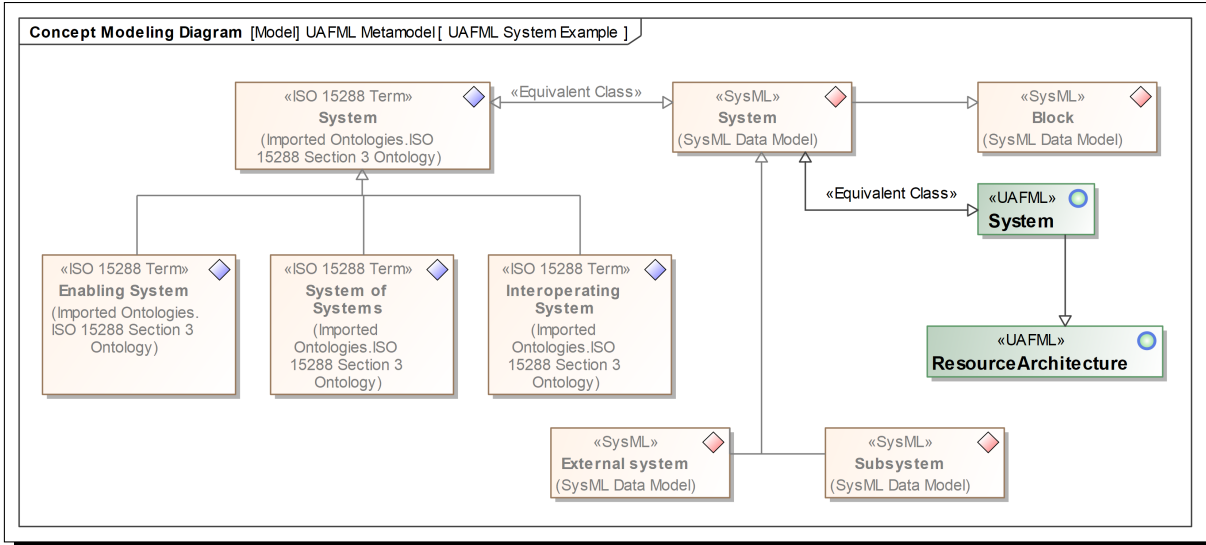 Concept Modeling Diagram [Model] UAFML Metamodel [ UAFML System Example ]
«ISO 15288 Term»
System
(Imported Ontologies.ISO
15288 Section 3 Ontology)
«Equivalent Class»
«SysML»
System
(SysML Data Model)
«SysML»
Block
(SysML Data Model)
«Equivalent Class»
«UAFML»
System
«ISO 15288 Term»
Enabling System
(Imported Ontologies.
ISO 15288 Section 3
Ontology)
«ISO 15288 Term»
System of
Systems
(Imported
Ontologies.ISO
15288 Section 3
Ontology)
«ISO 15288 Term»
Interoperating
System
(Imported
Ontologies.ISO
15288 Section 3
Ontology)
«UAFML»
ResourceArchitecture
«SysML»
External system
(SysML Data Model)
«SysML»
Subsystem
(SysML Data Model)